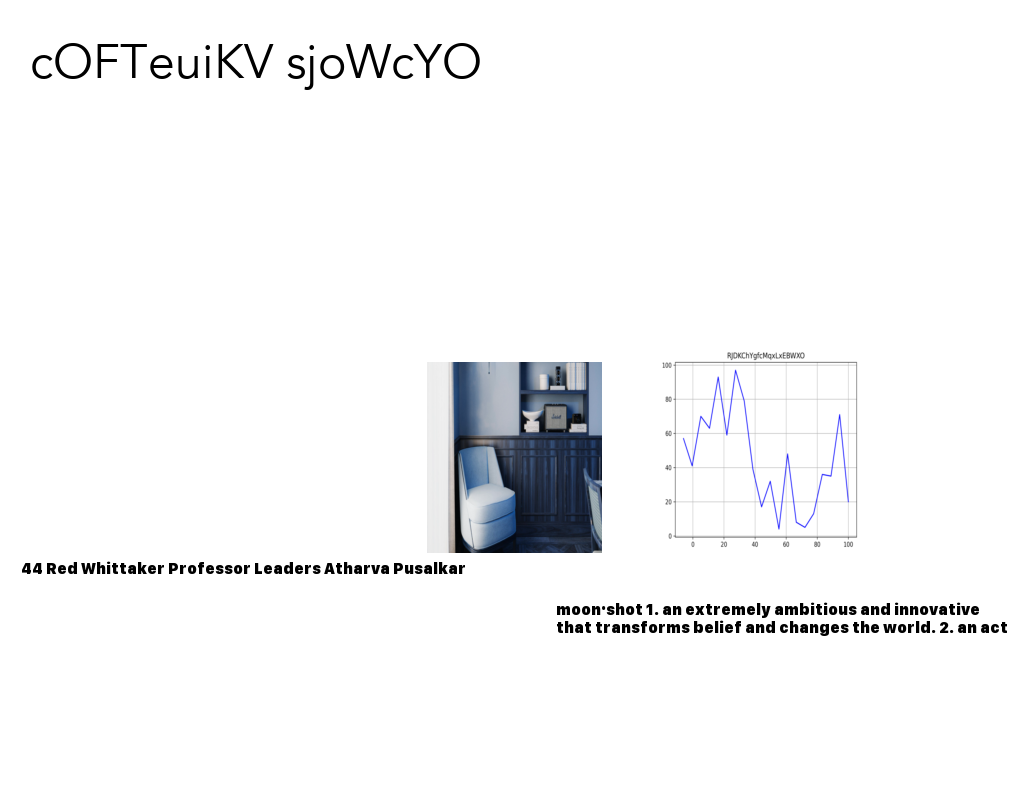 cOFTeuiKV sjoWcYO
RJDKChYgfcMqxLxEBWXO
100
80
60
40
20
0
0 20 40 60 80 100
44 Red Whittaker Professor Leaders Atharva Pusalkar
moon·shot 1. an extremely ambitious and innovative
that transforms belief and changes the world. 2. an act